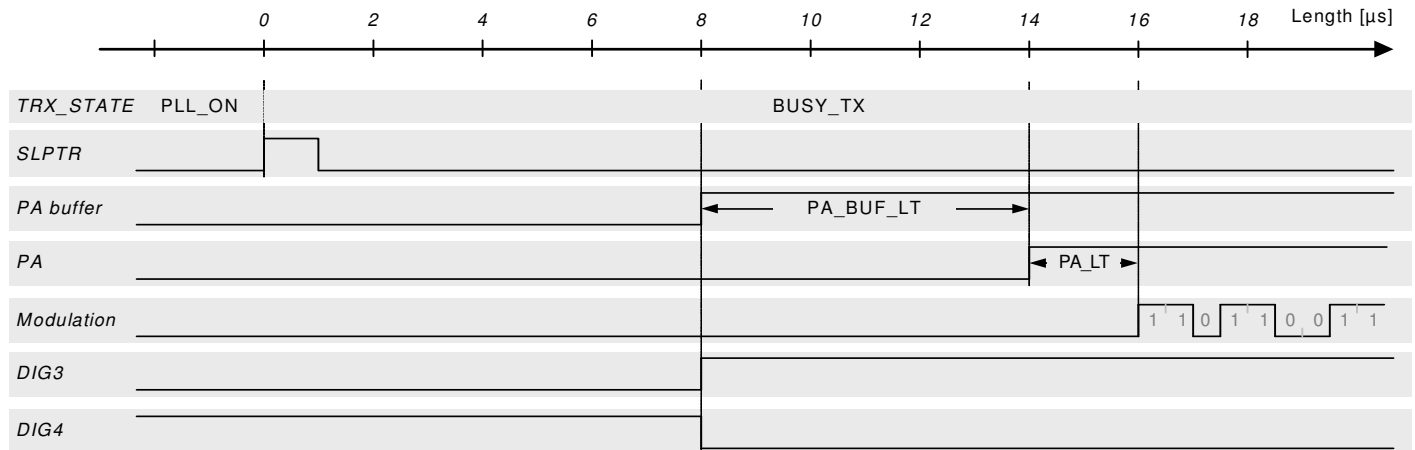 0 2 4 6 8 10 12 14 16 18 Length [µs]
TRX_STATE PLL_ON BUSY_TX
SLPTR
PA buffer PA_BUF_LT
PA PA_LT
Modulation 1 1 0 1 1 0 0 1 1
DIG3
DIG4